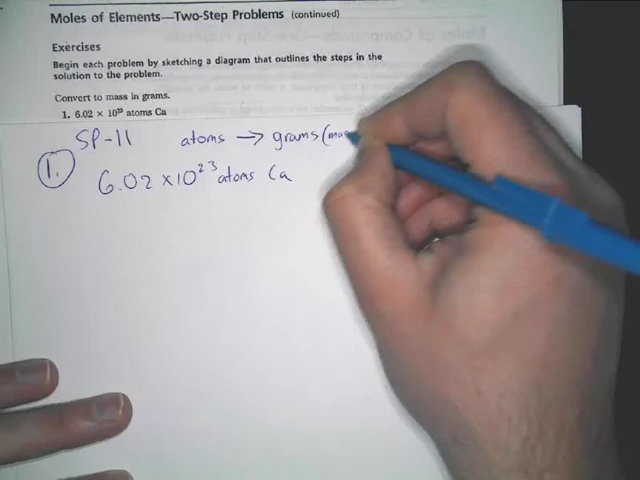 Moles of Elements—Two-Step Problems (continued)
Exercises
Begin each problem by sketching a diagram that outlines the steps in the
solution to the problem.
Convert to mass in grams.
1. 6.02 × 10²³ atoms Ca
SP-11 atoms → grams (mas
1. 6.02 × 10²³ atoms Ca